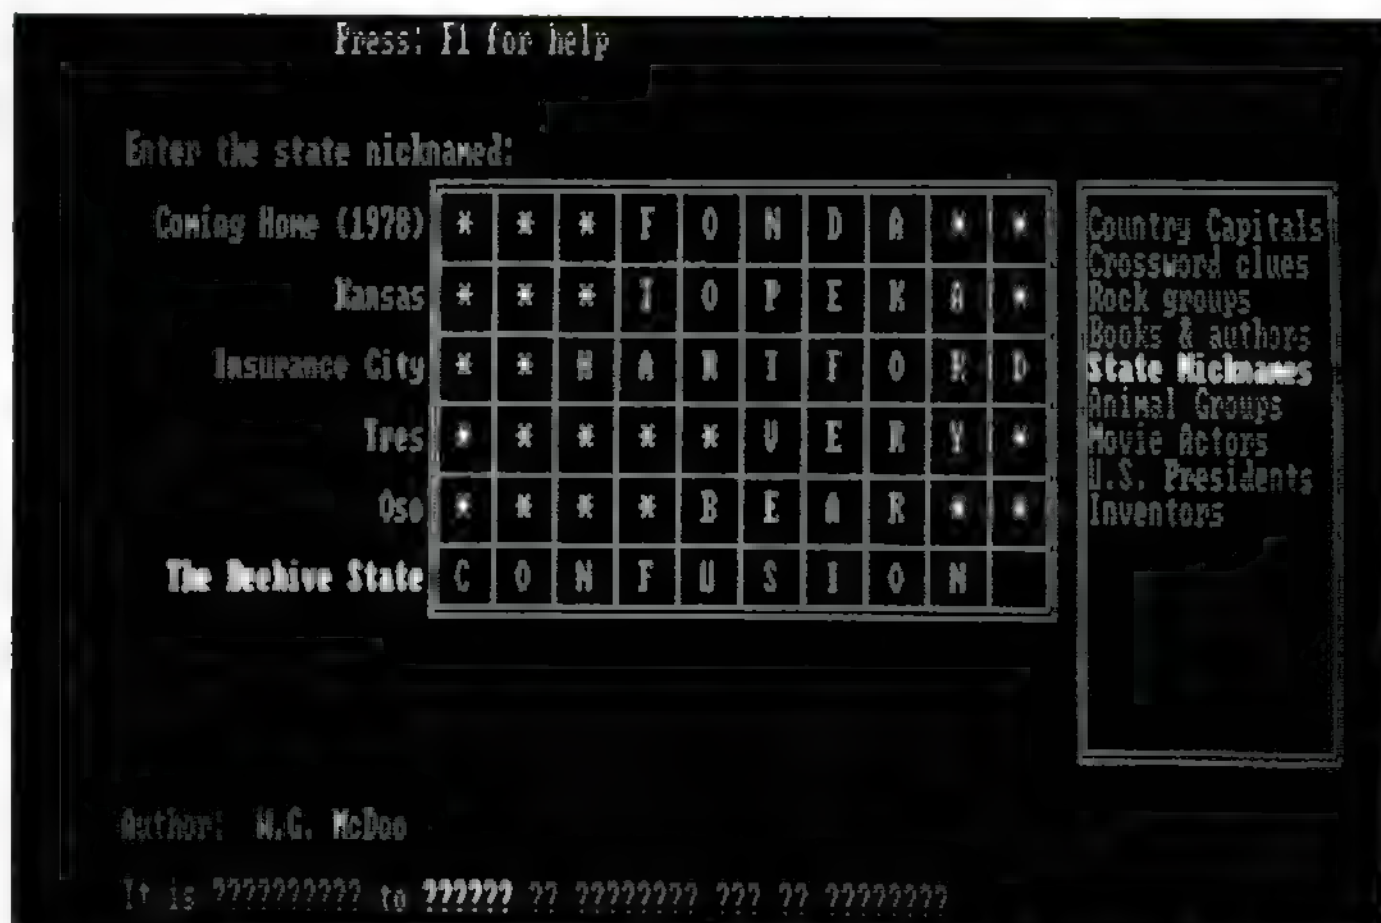 Press: F1 for help
Enter the state nicknamed:
Coming Home (1978) * * * F O N D A * *
Kansas * * * T O P E K A *
Insurance City * * H A R T F O R D
Tres * * * * * V E R Y *
Oso * * * * B E A R * *
The Beehive State C O N F U S I O N
Country Capitals
Crossword clues
Rock groups
Books & authors
State Nicknames
Animal Groups
Movie Actors
U.S. Presidents
Inventors
Author: W.G. McDoo
It is ?????????? to ?????? ?? ???????? ??? ?? ????????